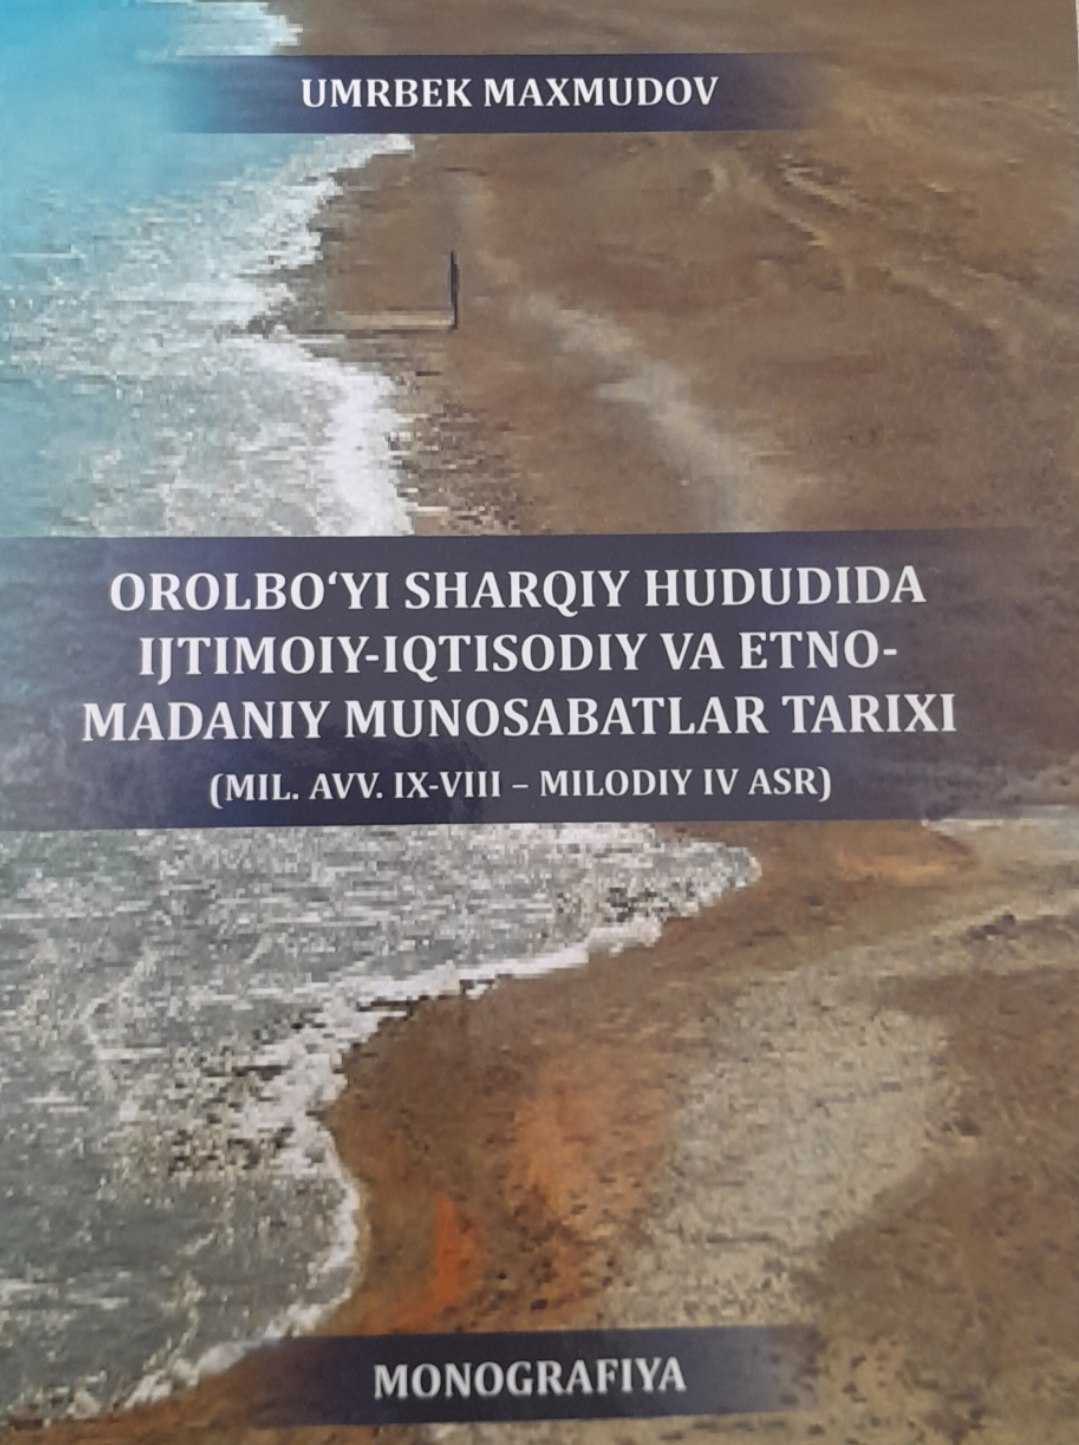 UMRBEK MAXMUDOV
OROLBO‘YI SHARQIY HUDUDIDA
IJTIMOIY-IQTISODIY VA ETNO-
MADANIY MUNOSABATLAR TARIXI
(MIL. AVV. IX-VIII – MILODIY IV ASR)
MONOGRAFIYA